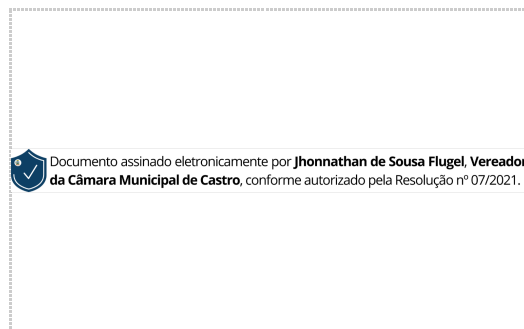 Documento assinado eletronicamente por Jhonnathan de Sousa Flugel, Vereador
da Câmara Municipal de Castro, conforme autorizado pela Resolução nº 07/2021.